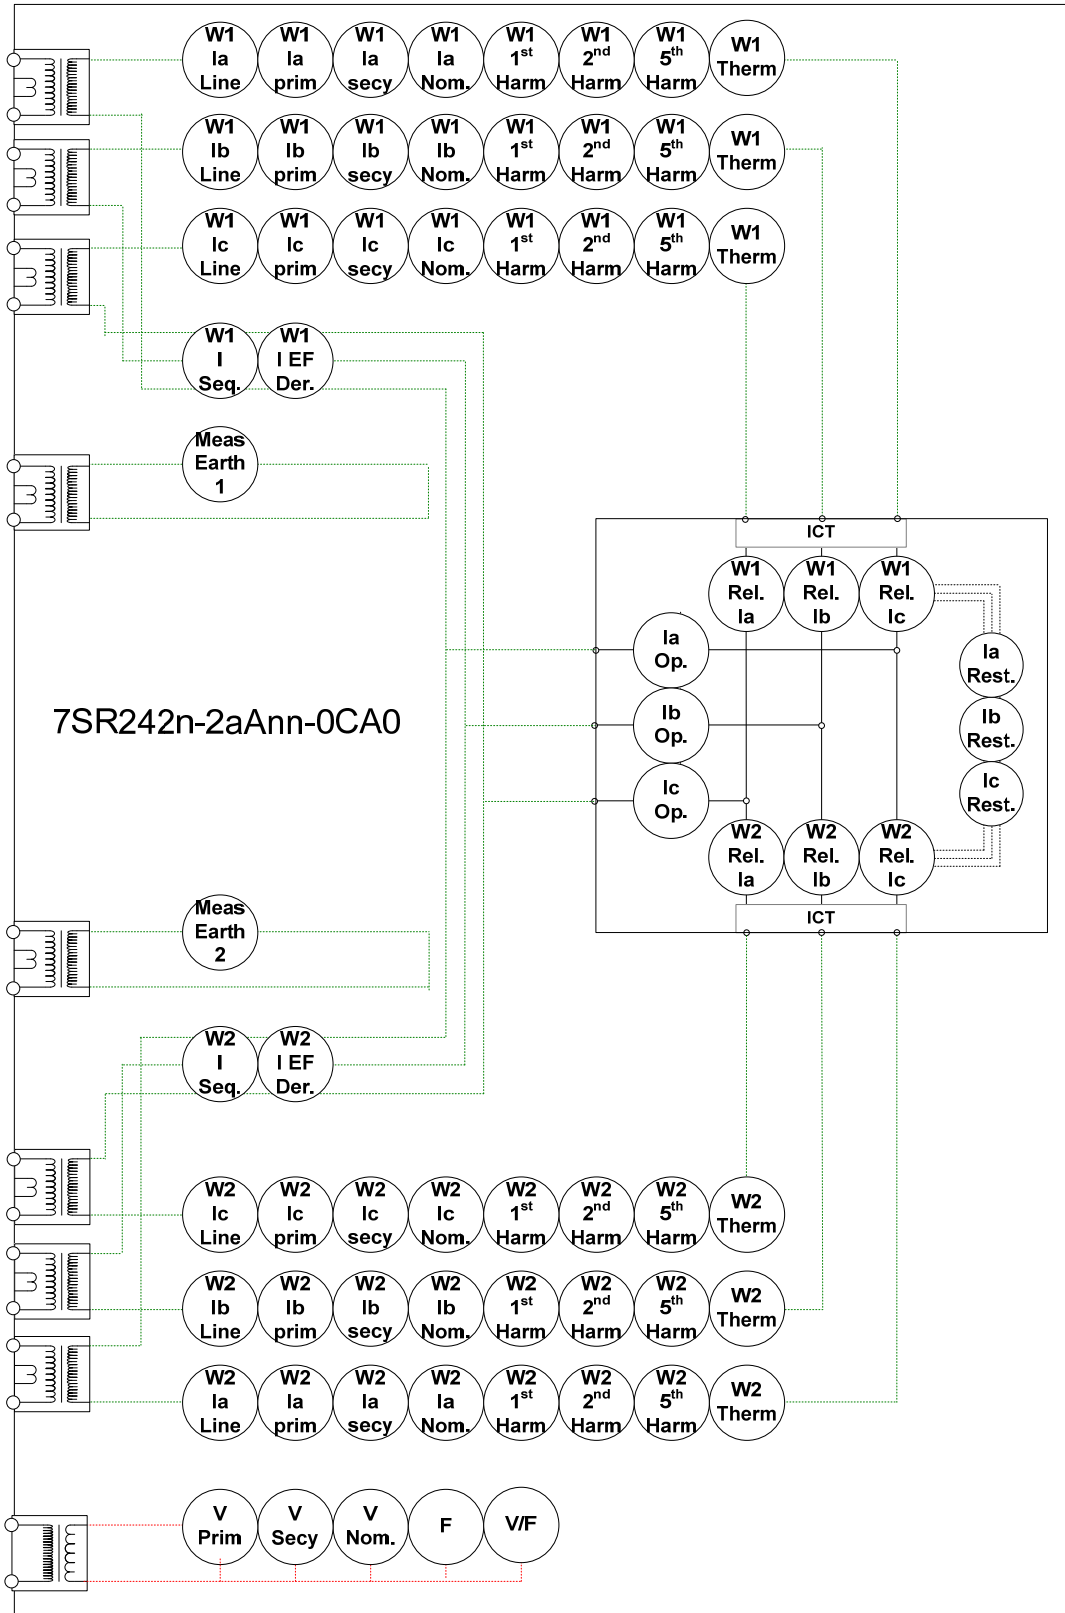 W1 Ia Line
W1 Ia prim
W1 Ia secy
W1 Ia Nom.
W1 1st Harm
W1 2nd Harm
W1 5th Harm
W1 Therm
W1 Ib Line
W1 Ib prim
W1 Ib secy
W1 Ib Nom.
W1 1st Harm
W1 2nd Harm
W1 5th Harm
W1 Therm
W1 Ic Line
W1 Ic prim
W1 Ic secy
W1 Ic Nom.
W1 1st Harm
W1 2nd Harm
W1 5th Harm
W1 Therm
W1 I Seq.
W1 I EF Der.
Meas Earth 1
ICT
W1 Rel. Ia
W1 Rel. Ib
W1 Rel. Ic
Ia Op.
Ib Op.
Ic Op.
Ia Rest.
Ib Rest.
Ic Rest.
7SR242n-2aAnn-0CA0
W2 Rel. Ia
W2 Rel. Ib
W2 Rel. Ic
ICT
Meas Earth 2
W2 I Seq.
W2 I EF Der.
W2 Ic Line
W2 Ic prim
W2 Ic secy
W2 Ic Nom.
W2 1st Harm
W2 2nd Harm
W2 5th Harm
W2 Therm
W2 Ib Line
W2 Ib prim
W2 Ib secy
W2 Ib Nom.
W2 1st Harm
W2 2nd Harm
W2 5th Harm
W2 Therm
W2 Ia Line
W2 Ia prim
W2 Ia secy
W2 Ia Nom.
W2 1st Harm
W2 2nd Harm
W2 5th Harm
W2 Therm
V Prim
V Secy
V Nom.
F
V/F